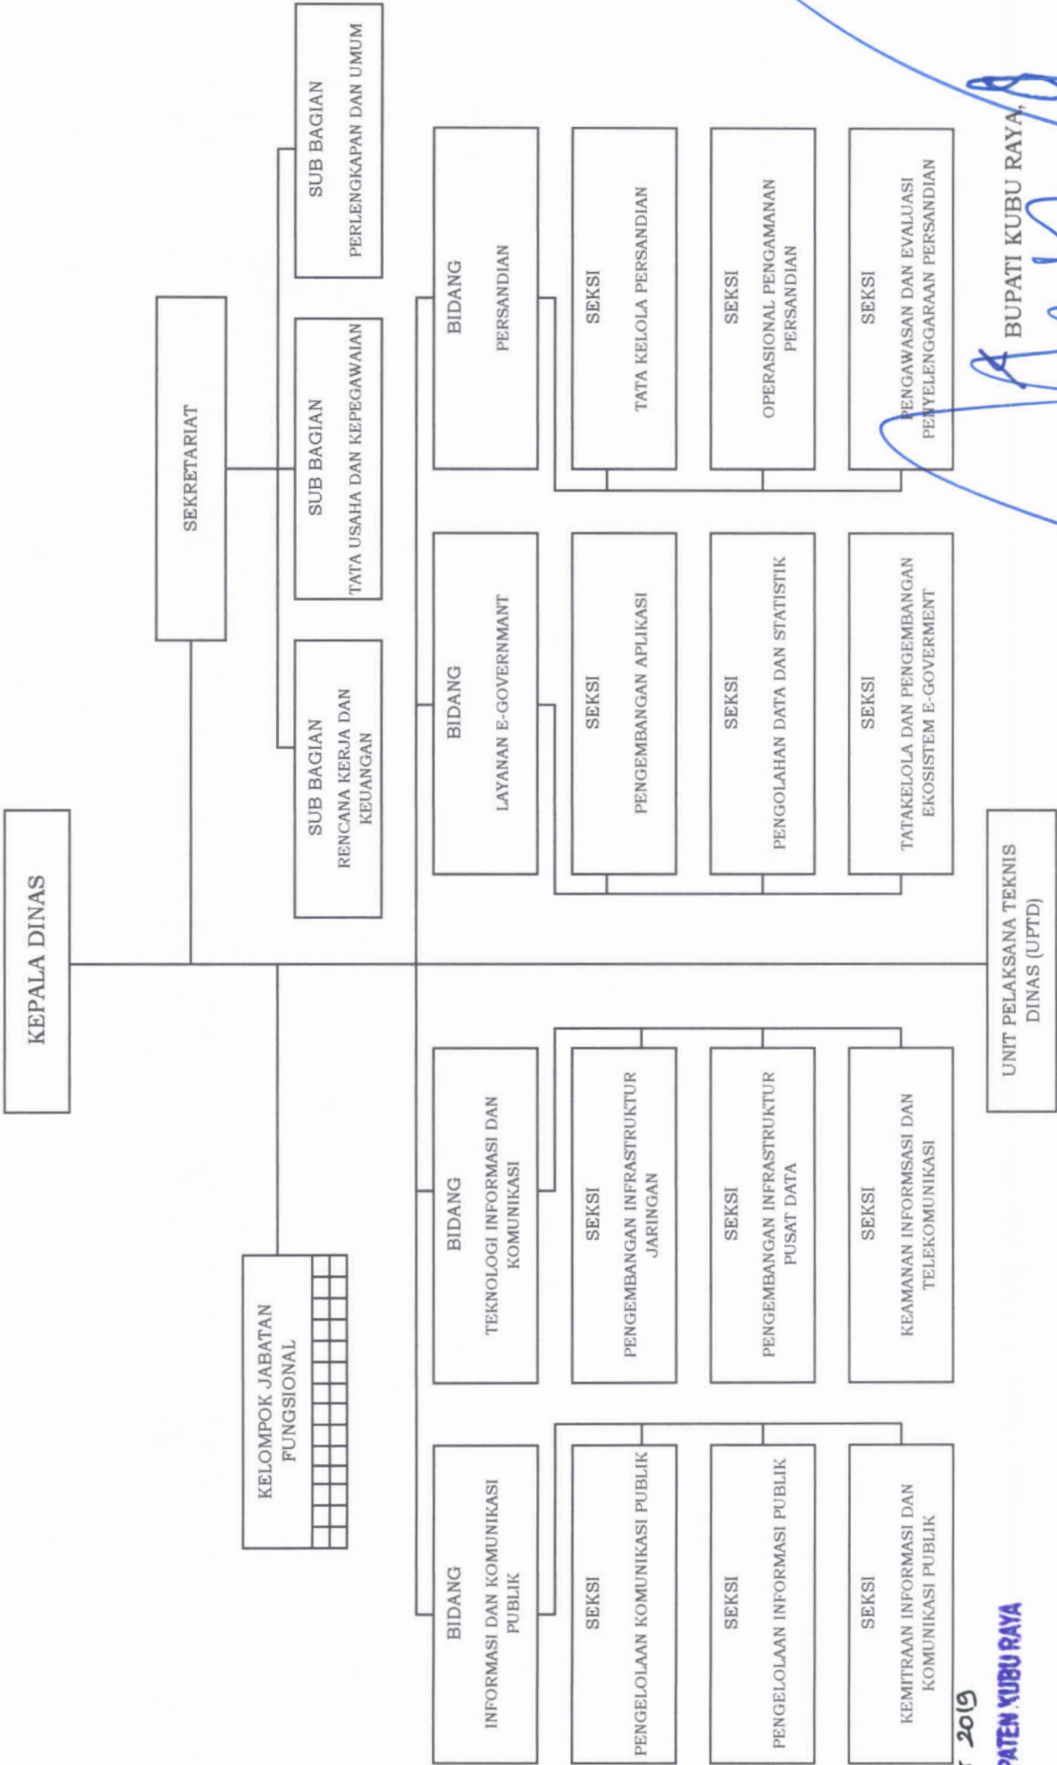 KEPALA DINAS
SEKRETARIAT
KELOMPOK JABATAN
FUNGSIONAL
SUB BAGIAN
RENCANA KERJA DAN
KEUANGAN
SUB BAGIAN
TATA USAHA DAN KEPEGAWAIAN
SUB BAGIAN
PERLENGKAPAN DAN UMUM
BIDANG
INFORMASI DAN KOMUNIKASI
PUBLIK
BIDANG
TEKNOLOGI INFORMASI DAN
KOMUNIKASI
BIDANG
LAYANAN E-GOVERNMANT
BIDANG
PERSANDIAN
SEKSI
PENGELOLAAN KOMUNIKASI PUBLIK
SEKSI
PENGEMBANGAN INFRASTRUKTUR
JARINGAN
SEKSI
PENGEMBANGAN APLIKASI
SEKSI
TATA KELOLA PERSANDIAN
SEKSI
PENGELOLAAN INFORMASI PUBLIK
SEKSI
PENGEMBANGAN INFRASTRUKTUR
PUSAT DATA
SEKSI
PENGOLAHAN DATA DAN STATISTIK
SEKSI
OPERASIONAL PENGAMANAN
PERSANDIAN
SEKSI
KEMITRAAN INFORMASI DAN
KOMUNIKASI PUBLIK
SEKSI
KEAMANAN INFORMSASI DAN
TELEKOMUNIKASI
SEKSI
TATAKELOLA DAN PENGEMBANGAN
EKOSISTEM E-GOVERMENT
SEKSI
PENGAWASAN DAN EVALUASI
PENYELENGGARAAN PERSANDIAN
UNIT PELAKSANA TEKNIS
DINAS (UPTD)
2019
PATEN KUBU RAYA
BUPATI KUBU RAYA,